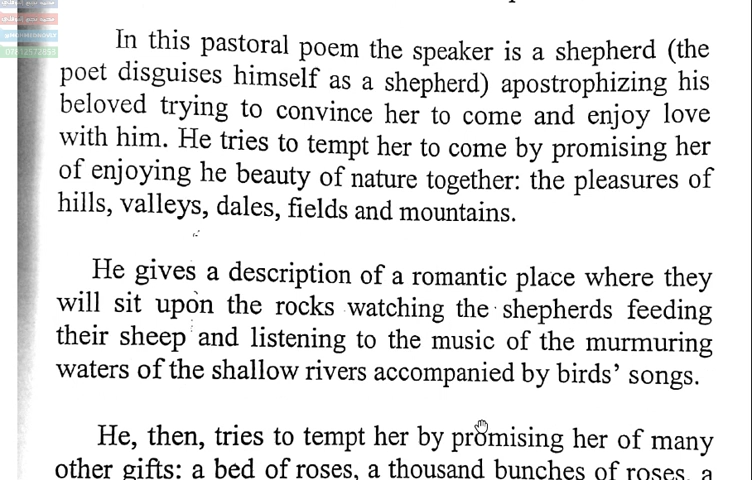 In this pastoral poem the speaker is a shepherd (the
poet disguises himself as a shepherd) apostrophizing his
beloved trying to convince her to come and enjoy love
with him. He tries to tempt her to come by promising her
of enjoying he beauty of nature together: the pleasures of
hills, valleys, dales, fields and mountains.
He gives a description of a romantic place where they
will sit upon the rocks watching the shepherds feeding
their sheep and listening to the music of the murmuring
waters of the shallow rivers accompanied by birds' songs.
He, then, tries to tempt her by promising her of many
other gifts: a bed of roses, a thousand bunches of roses, a